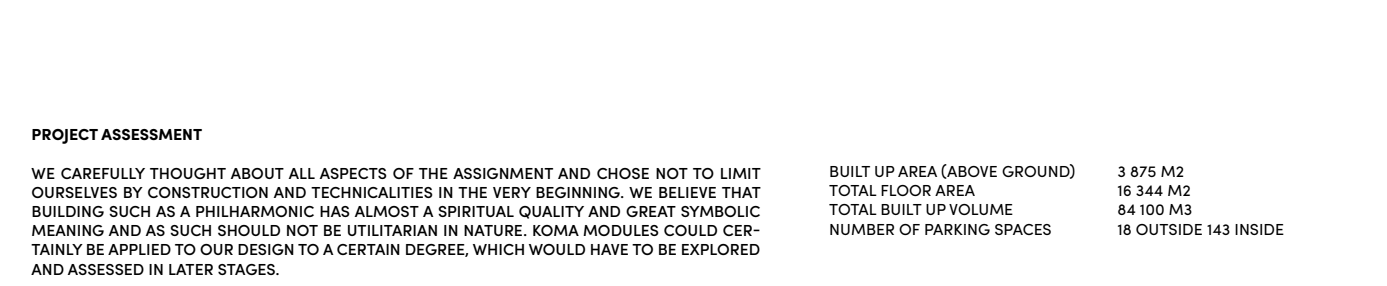 PROJECT ASSESSMENT
WE CAREFULLY THOUGHT ABOUT ALL ASPECTS OF THE ASSIGNMENT AND CHOSE NOT TO LIMIT
OURSELVES BY CONSTRUCTION AND TECHNICALITIES IN THE VERY BEGINNING. WE BELIEVE THAT
BUILDING SUCH AS A PHILHARMONIC HAS ALMOST A SPIRITUAL QUALITY AND GREAT SYMBOLIC
MEANING AND AS SUCH SHOULD NOT BE UTILITARIAN IN NATURE. KOMA MODULES COULD CER-
TAINLY BE APPLIED TO OUR DESIGN TO A CERTAIN DEGREE, WHICH WOULD HAVE TO BE EXPLORED
AND ASSESSED IN LATER STAGES.
BUILT UP AREA (ABOVE GROUND) 3 875 M2
TOTAL FLOOR AREA 16 344 M2
TOTAL BUILT UP VOLUME 84 100 M3
NUMBER OF PARKING SPACES 18 OUTSIDE 143 INSIDE